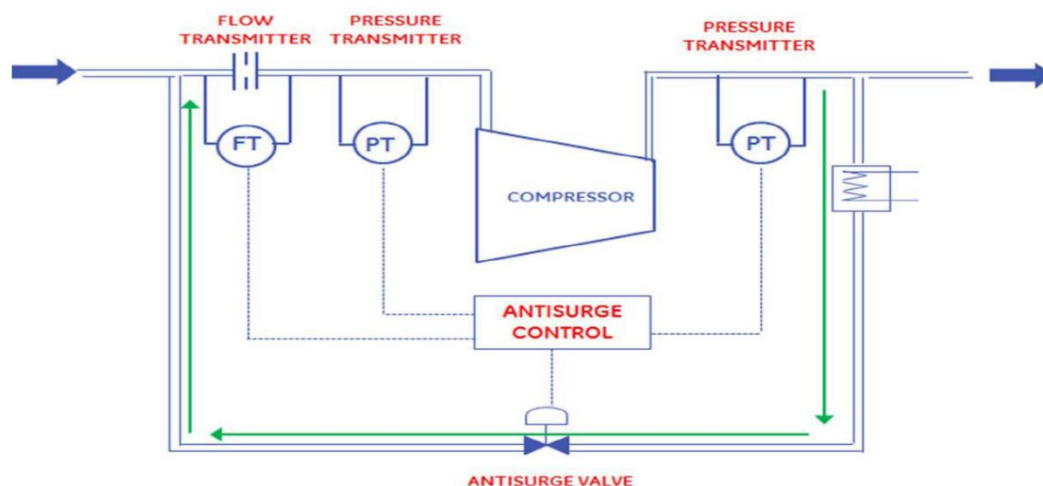 FLOW
TRANSMITTER
PRESSURE
TRANSMITTER
PRESSURE
TRANSMITTER
FT
PT
PT
COMPRESSOR
ANTISURGE
CONTROL
ANTISURGE VALVE